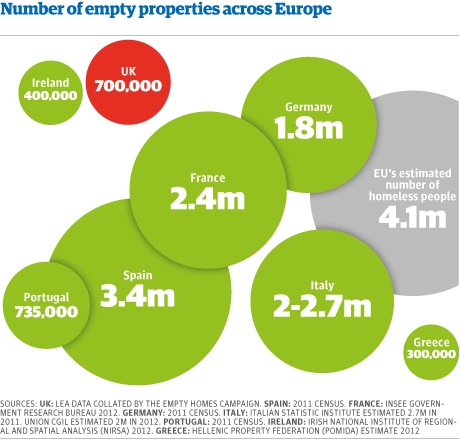 Number of empty properties across Europe
Ireland
400,000
UK
700,000
Germany
1.8m
France
2.4m
EU's estimated
number of
homeless people
4.1m
Spain
3.4m
Italy
2-2.7m
Portugal
735,000
Greece
300,000
SOURCES: UK: LEA DATA COLLATED BY THE EMPTY HOMES CAMPAIGN. SPAIN: 2011 CENSUS. FRANCE: INSEE GOVERN-
MENT RESEARCH BUREAU 2012. GERMANY: 2011 CENSUS. ITALY: ITALIAN STATISTIC INSTITUTE ESTIMATED 2.7M IN
2011. UNION CGIL ESTIMATED 2M IN 2012. PORTUGAL: 2011 CENSUS. IRELAND: IRISH NATIONAL INSTITUTE OF REGION-
AL AND SPATIAL ANALYSIS (NIRSA) 2012. GREECE: HELLENIC PROPERTY FEDERATION (POMIDA) ESTIMATE 2012